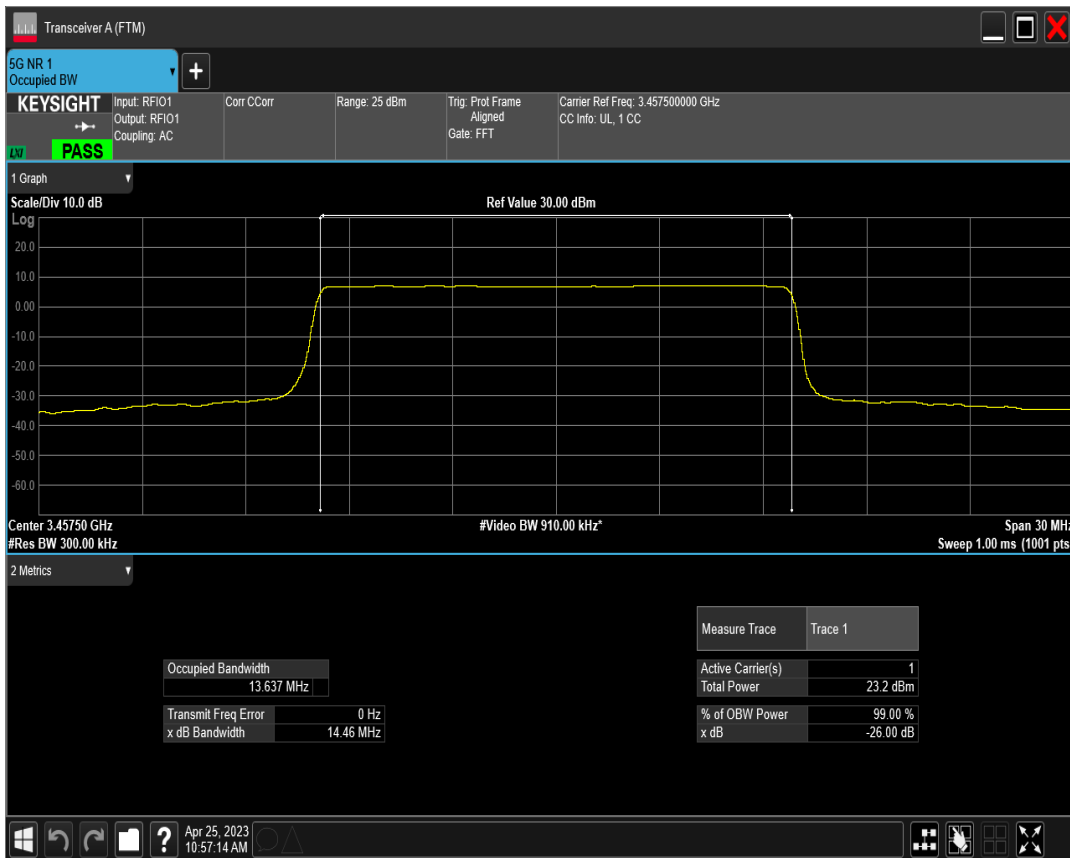 Transceiver A (FTM)
5G NR 1
Occupied BW
+
KEYSIGHT
LXI
PASS
Input: RFIO1
Output: RFIO1
Coupling: AC
Corr CCorr
Range: 25 dBm
Trig: Prot Frame
Aligned
Gate: FFT
Carrier Ref Freq: 3.457500000 GHz
CC Info: UL, 1 CC
1 Graph
Scale/Div 10.0 dB
Ref Value 30.00 dBm
Log
20.0
10.0
0.00
-10.0
-20.0
-30.0
-40.0
-50.0
-60.0
Center 3.45750 GHz
#Video BW 910.00 kHz*
Span 30 MHz
#Res BW 300.00 kHz
Sweep 1.00 ms (1001 pts
2 Metrics
Measure Trace Trace 1
Occupied Bandwidth
13.637 MHz
Active Carrier(s) 1
Total Power 23.2 dBm
Transmit Freq Error 0 Hz
x dB Bandwidth 14.46 MHz
% of OBW Power 99.00 %
x dB -26.00 dB
?
Apr 25, 2023
10:57:14 AM